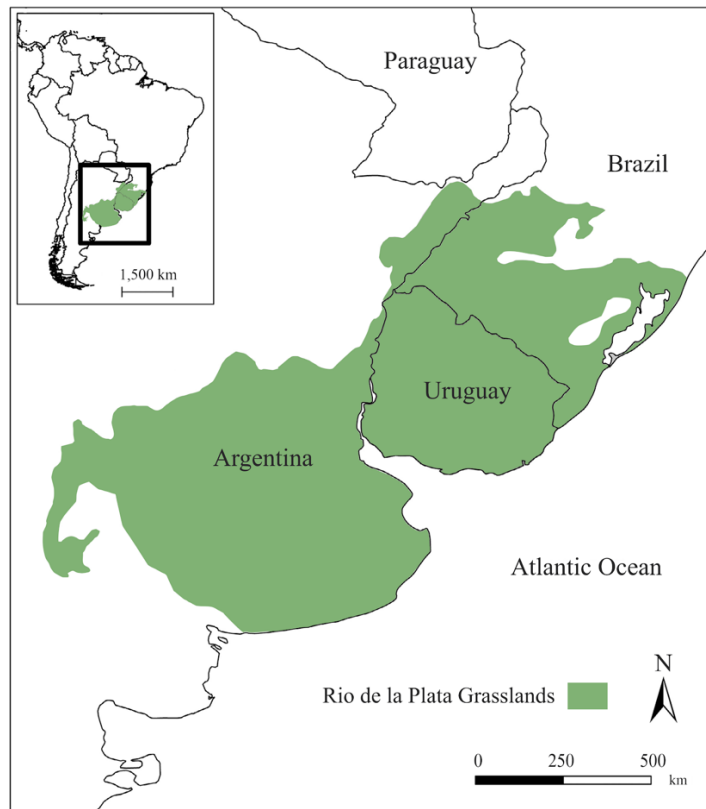 Paraguay
Brazil
1,500 km
Uruguay
Argentina
Atlantic Ocean
N
Rio de la Plata Grasslands
0 250 500
km